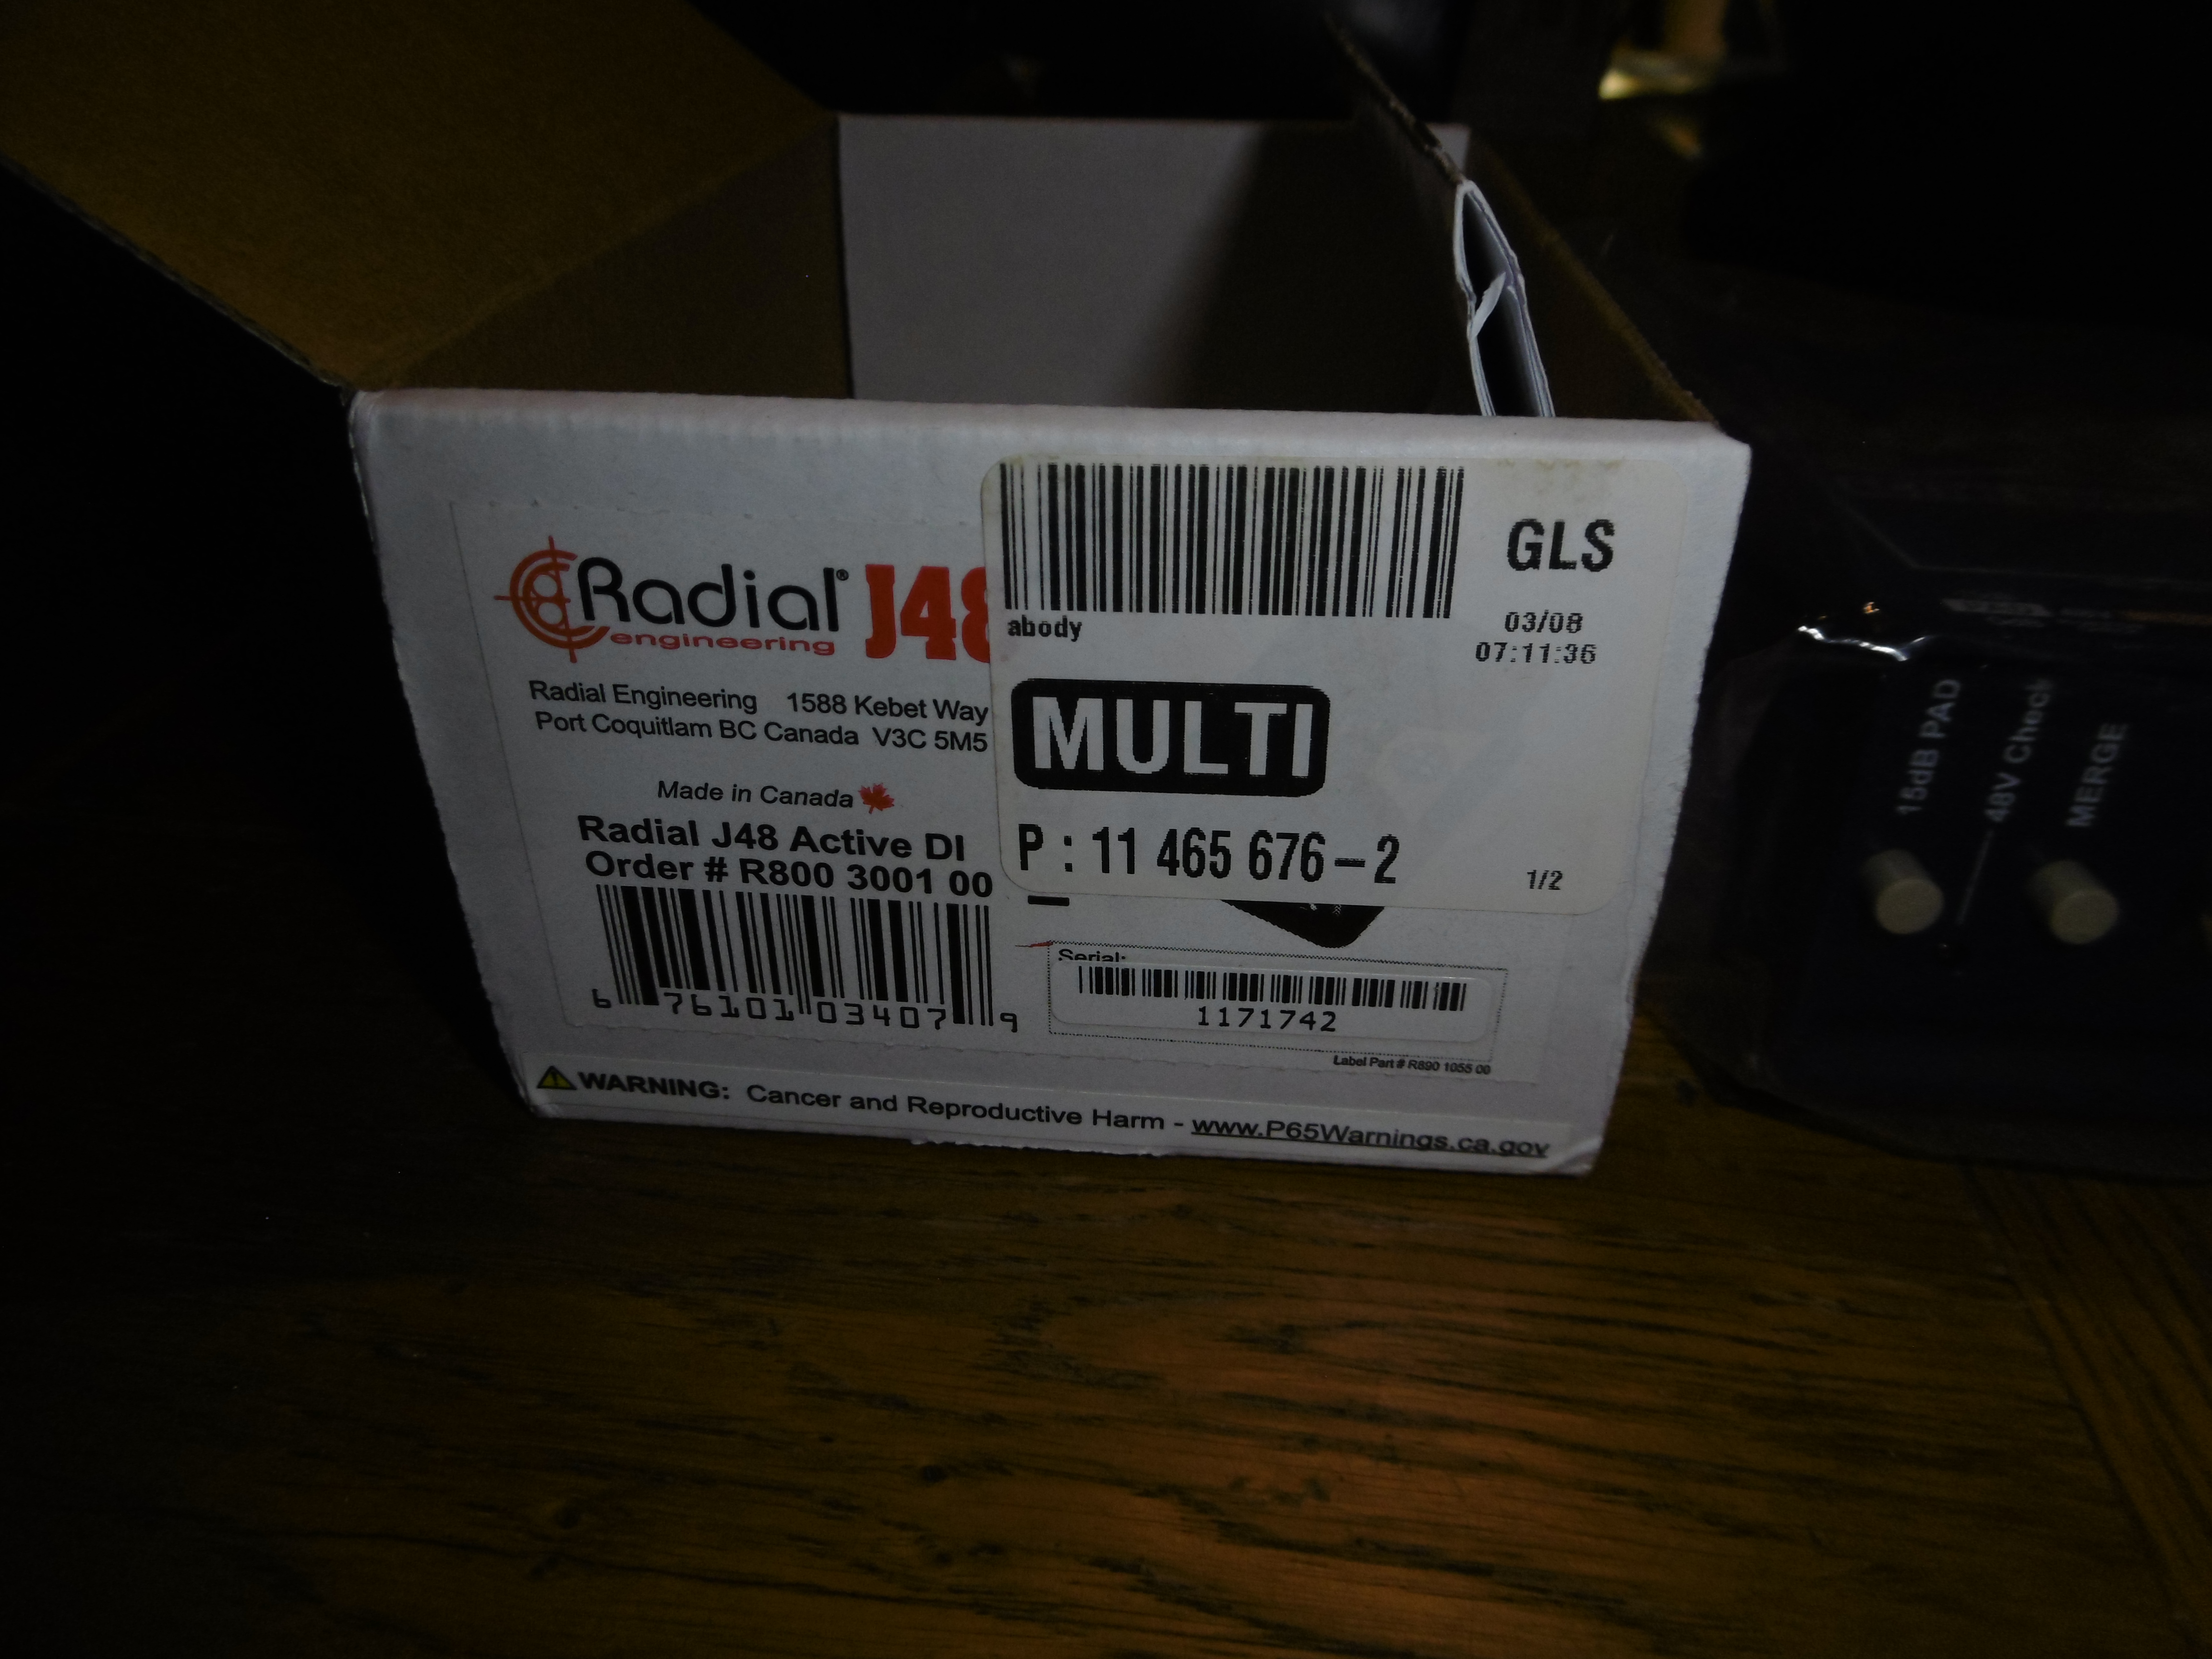 Radial®
engineering
J48
Radial Engineering 1588 Kebet Way
Port Coquitlam BC Canada V3C 5M5
Made in Canada
Radial J48 Active DI
Order # R800 3001 00
6 76101 03407 9
GLS
03/08
07:11:36
abody
MULTI
P : 11 465 676-2
1/2
Serial:
1171742
Label Part # R890 1055 00
WARNING: Cancer and Reproductive Harm - www.P65Warnings.ca.gov
15dB PAD
48V Check
MERGE